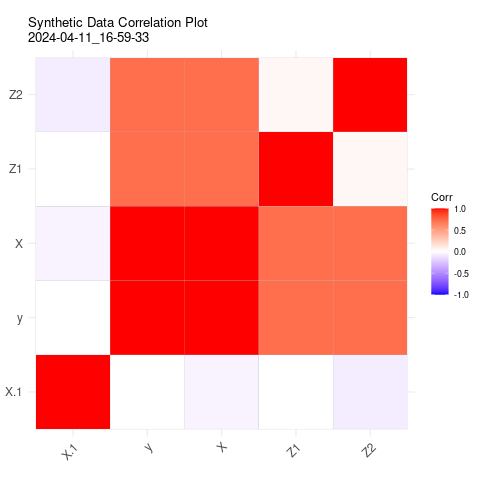 Synthetic Data Correlation Plot
2024-04-11_16-59-33
Z2
Z1
X
y
X.1
X.1
y
X
Z1
Z2
Corr
1.0
0.5
0.0
-0.5
-1.0